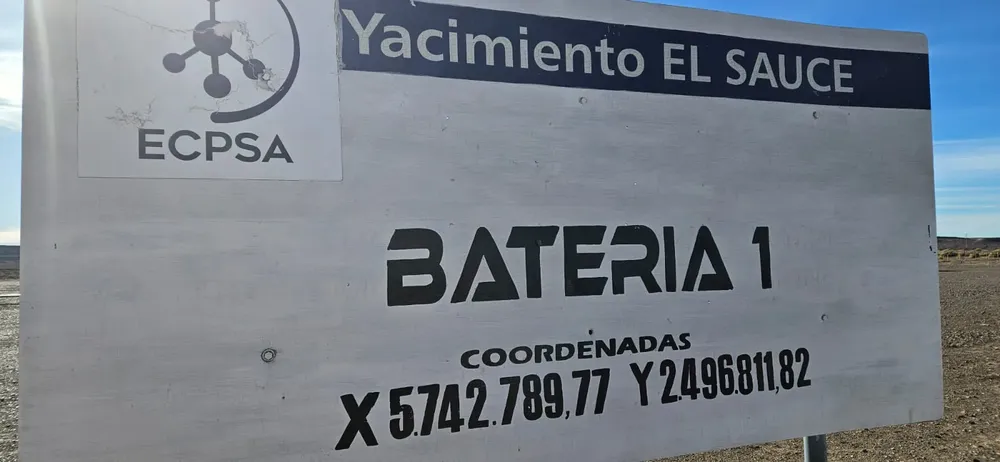 Yacimiento EL SAUCE
ECPSA
BATERIA 1
COORDENADAS
X 5.742.789,77 Y 2.496.811,82